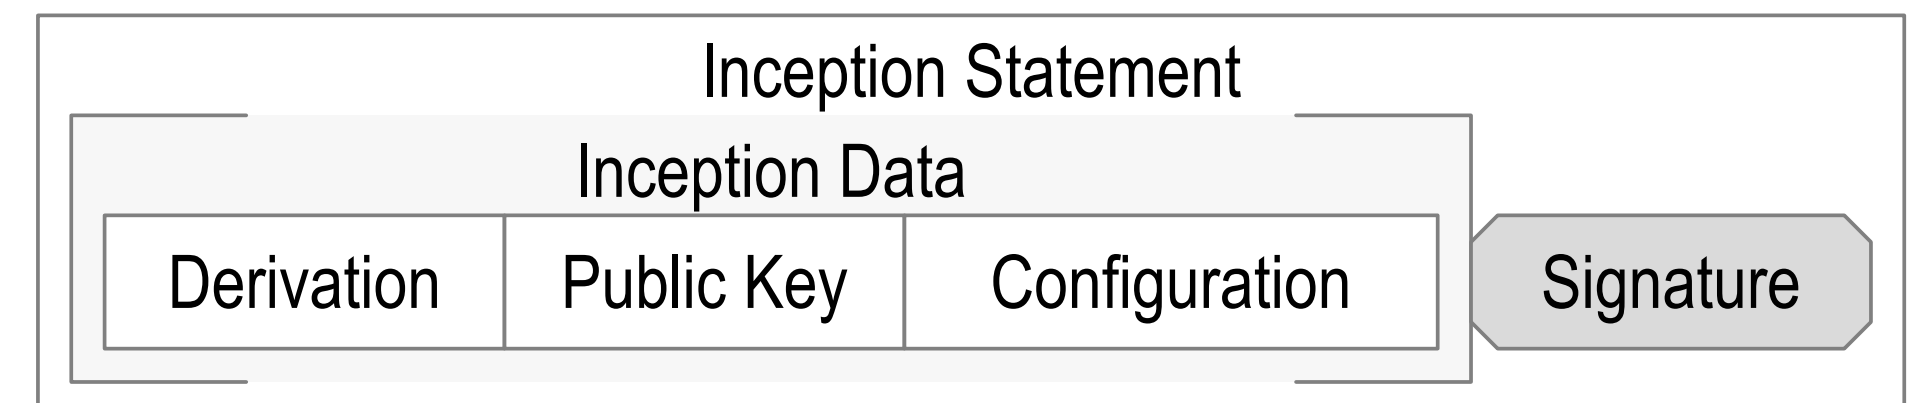 Inception Statement
Inception Data
Derivation Public Key Configuration Signature